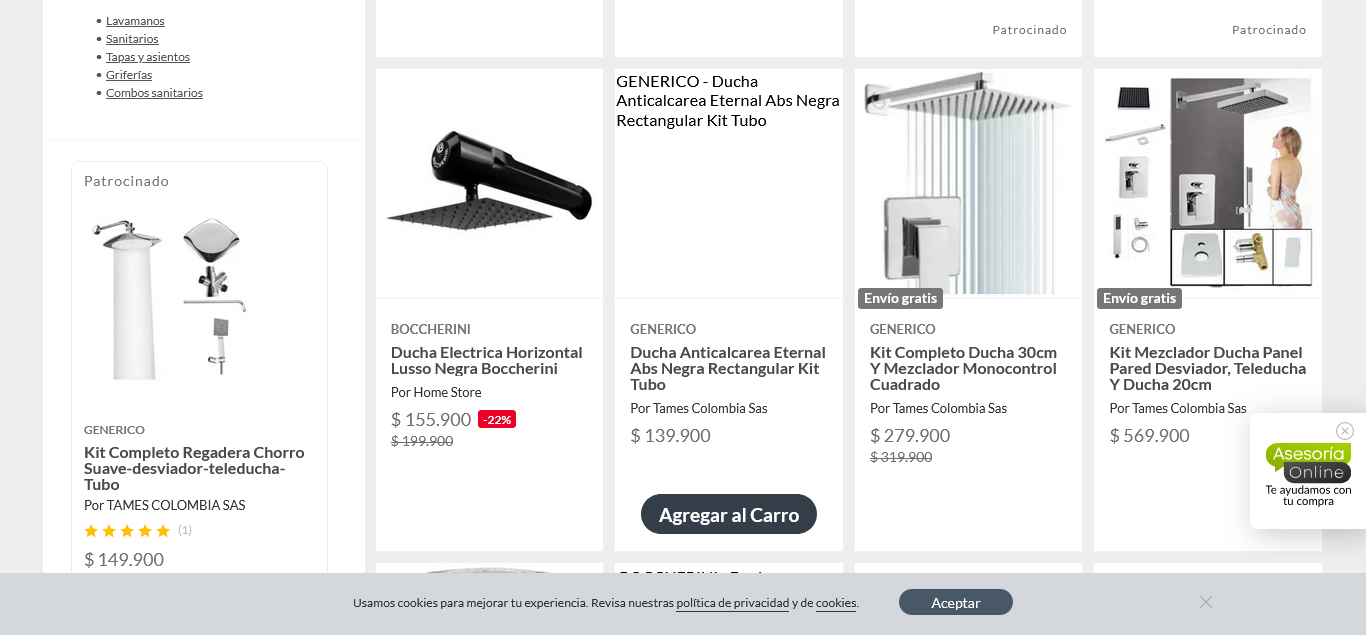 Lavamanos
Sanitarios
Tapas y asientos
Griferías
Combos sanitarios
Patrocinado
GENERICO
Kit Completo Regadera Chorro
Suave-desviador-teleducha-
Tubo
Por TAMES COLOMBIA SAS
(1)
$ 149.900
Patrocinado
Patrocinado
BOCCHERINI
Ducha Electrica Horizontal
Lusso Negra Boccherini
Por Home Store
$ 155.900 -22%
$ 199.900
GENERICO - Ducha
Anticalcarea Eternal Abs Negra
Rectangular Kit Tubo
GENERICO
Ducha Anticalcarea Eternal
Abs Negra Rectangular Kit
Tubo
Por Tames Colombia Sas
$ 139.900
Agregar al Carro
Envío gratis
GENERICO
Kit Completo Ducha 30cm
Y Mezclador Monocontrol
Cuadrado
Por Tames Colombia Sas
$ 279.900
$ 319.900
Envío gratis
GENERICO
Kit Mezclador Ducha Panel
Pared Desviador, Teleducha
Y Ducha 20cm
Por Tames Colombia Sas
$ 569.900
Asesoría
Online
Te ayudamos con
tu compra
Usamos cookies para mejorar tu experiencia. Revisa nuestras política de privacidad y de cookies.
Aceptar